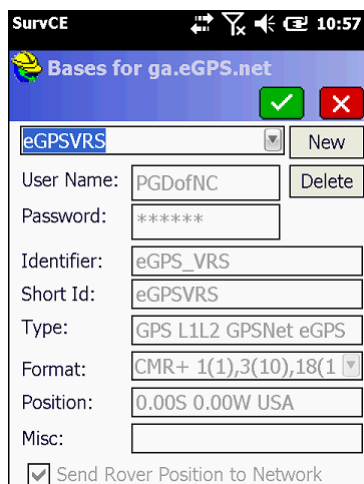 SurvCE 10:57
Bases for ga.eGPS.net
eGPSVRS New
User Name: PGDofNC Delete
Password: ******
Identifier: eGPS_VRS
Short Id: eGPSVRS
Type: GPS L1L2 GPSNet eGPS
Format: CMR+ 1(1),3(10),18(1
Position: 0.00S 0.00W USA
Misc:
Send Rover Position to Network